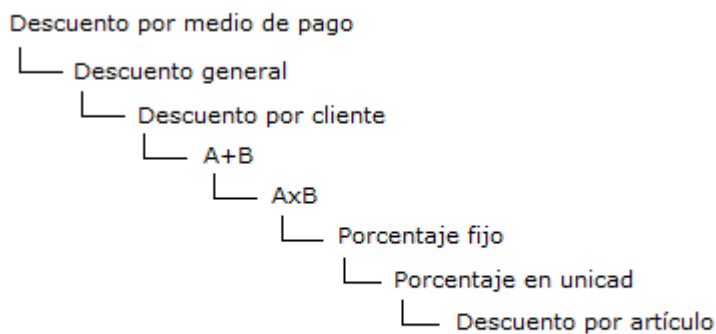 Descuento por medio de pago
Descuento general
Descuento por cliente
A+B
AxB
Porcentaje fijo
Porcentaje en unicad
Descuento por artículo